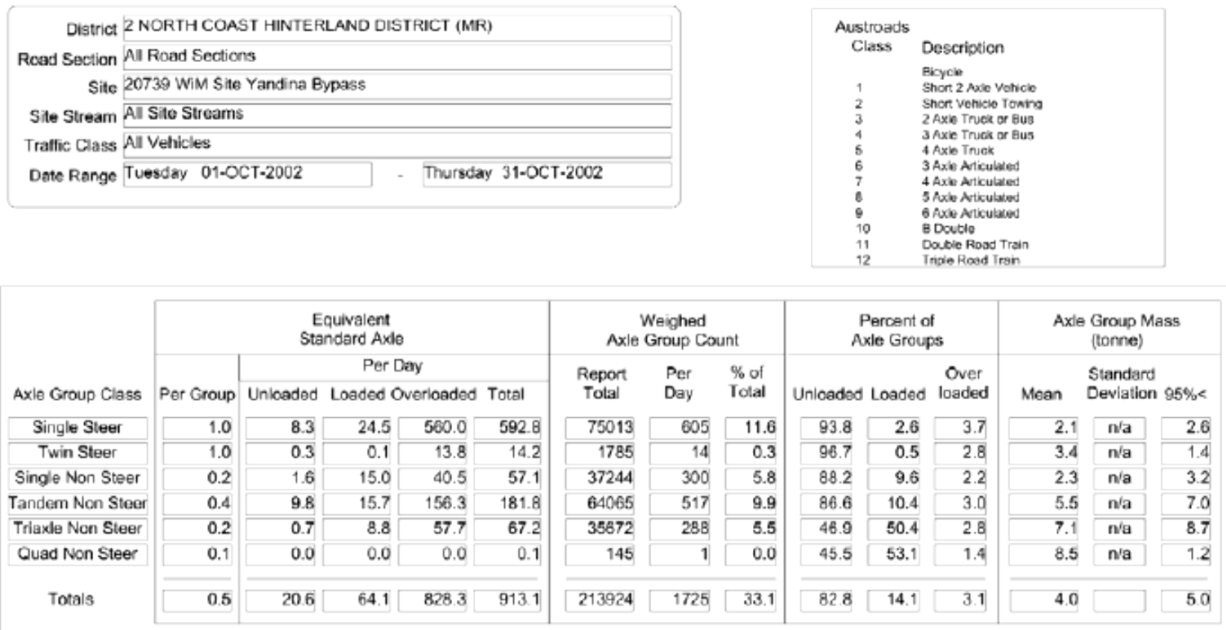 District 2 NORTH COAST HINTERLAND DISTRICT (MR)
Road Section All Road Sections
Site 20739 WiM Site Yandina Bypass
Site Stream All Site Streams
Traffic Class All Vehicles
Date Range Tuesday 01-OCT-2002 - Thursday 31-OCT-2002
Austroads
Class Description
Bicycle
1 Short 2 Axle Vehicle
2 Short Vehicle Towing
3 2 Axle Truck or Bus
4 3 Axle Truck or Bus
5 4 Axle Truck
6 3 Axle Articulated
7 4 Axle Articulated
8 5 Axle Articulated
9 6 Axle Articulated
10 B Double
11 Double Road Train
12 Triple Road Train
Equivalent Weighed Percent of Axle Group Mass
Standard Axle Axle Group Count Axle Groups (tonne)
Per Day
Report Per % of Over Standard
Axle Group Class Per Group Unloaded Loaded Overloaded Total Total Day Total Unloaded Loaded loaded Mean Deviation 95%<
Single Steer 1.0 8.3 24.5 560.0 592.8 75013 605 11.6 93.8 2.6 3.7 2.1 n/a 2.6
Twin Steer 1.0 0.3 0.1 13.8 14.2 1785 14 0.3 96.7 0.5 2.8 3.4 n/a 1.4
Single Non Steer 0.2 1.6 15.0 40.5 57.1 37244 300 5.8 88.2 9.6 2.2 2.3 n/a 3.2
Tandem Non Steer 0.4 9.8 15.7 156.3 181.8 64065 517 9.9 86.6 10.4 3.0 5.5 n/a 7.0
Triaxle Non Steer 0.2 0.7 8.8 57.7 67.2 35672 288 5.5 46.9 50.4 2.8 7.1 n/a 8.7
Quad Non Steer 0.1 0.0 0.0 0.0 0.1 145 1 0.0 45.5 53.1 1.4 8.5 n/a 1.2
Totals 0.5 20.6 64.1 828.3 913.1 213924 1725 33.1 82.8 14.1 3.1 4.0 5.0